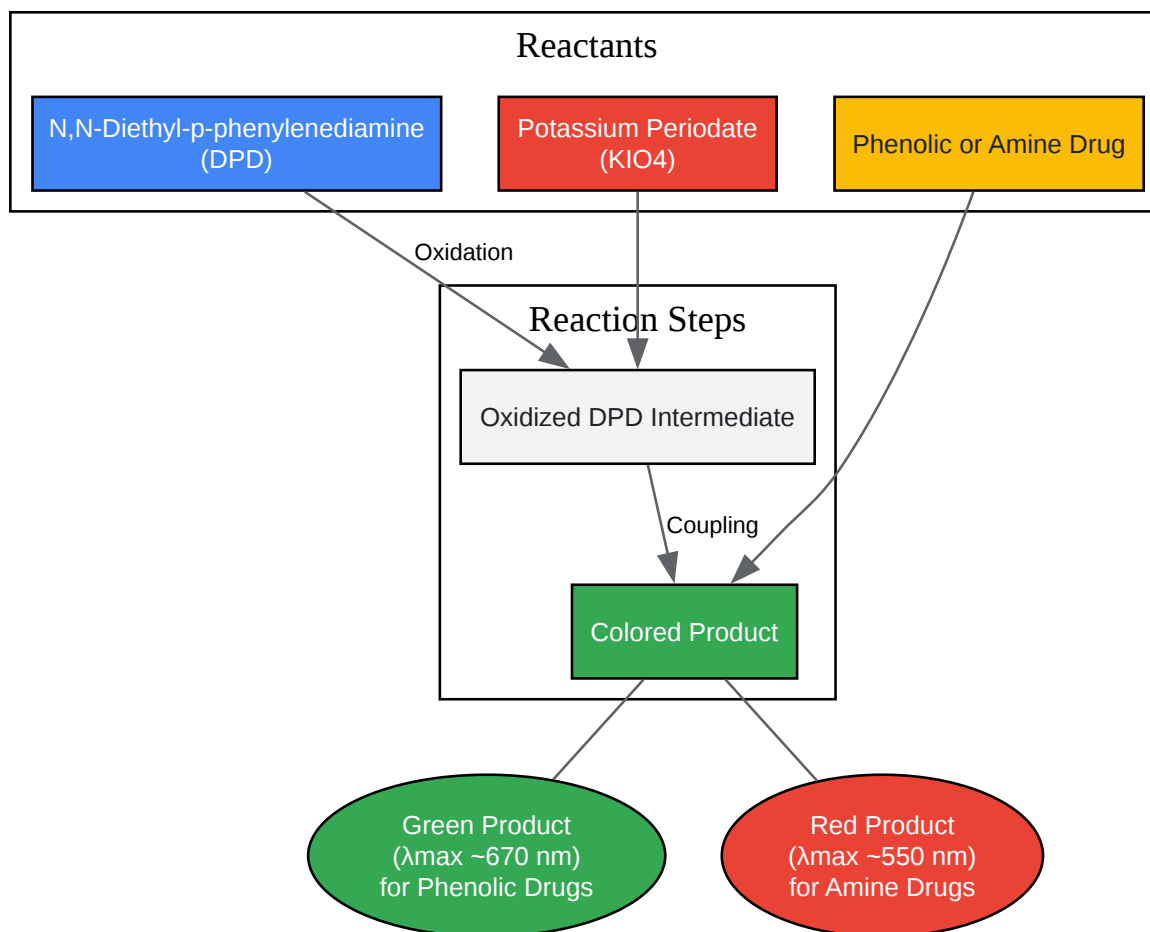 Reactants
N,N-Diethyl-p-phenylenediamine
(DPD)
Potassium Periodate
(KIO4)
Phenolic or Amine Drug
Oxidation
Reaction Steps
Oxidized DPD Intermediate
Coupling
Colored Product
Green Product
(λmax ~670 nm)
for Phenolic Drugs
Red Product
(λmax ~550 nm)
for Amine Drugs